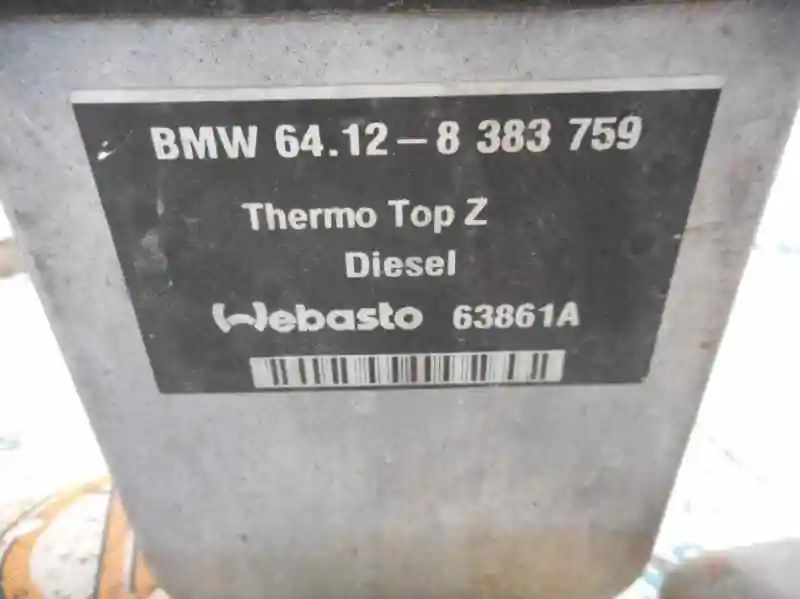 BMW 64.12-8 383 759
Thermo Top Z
Diesel
Webasto 63861A